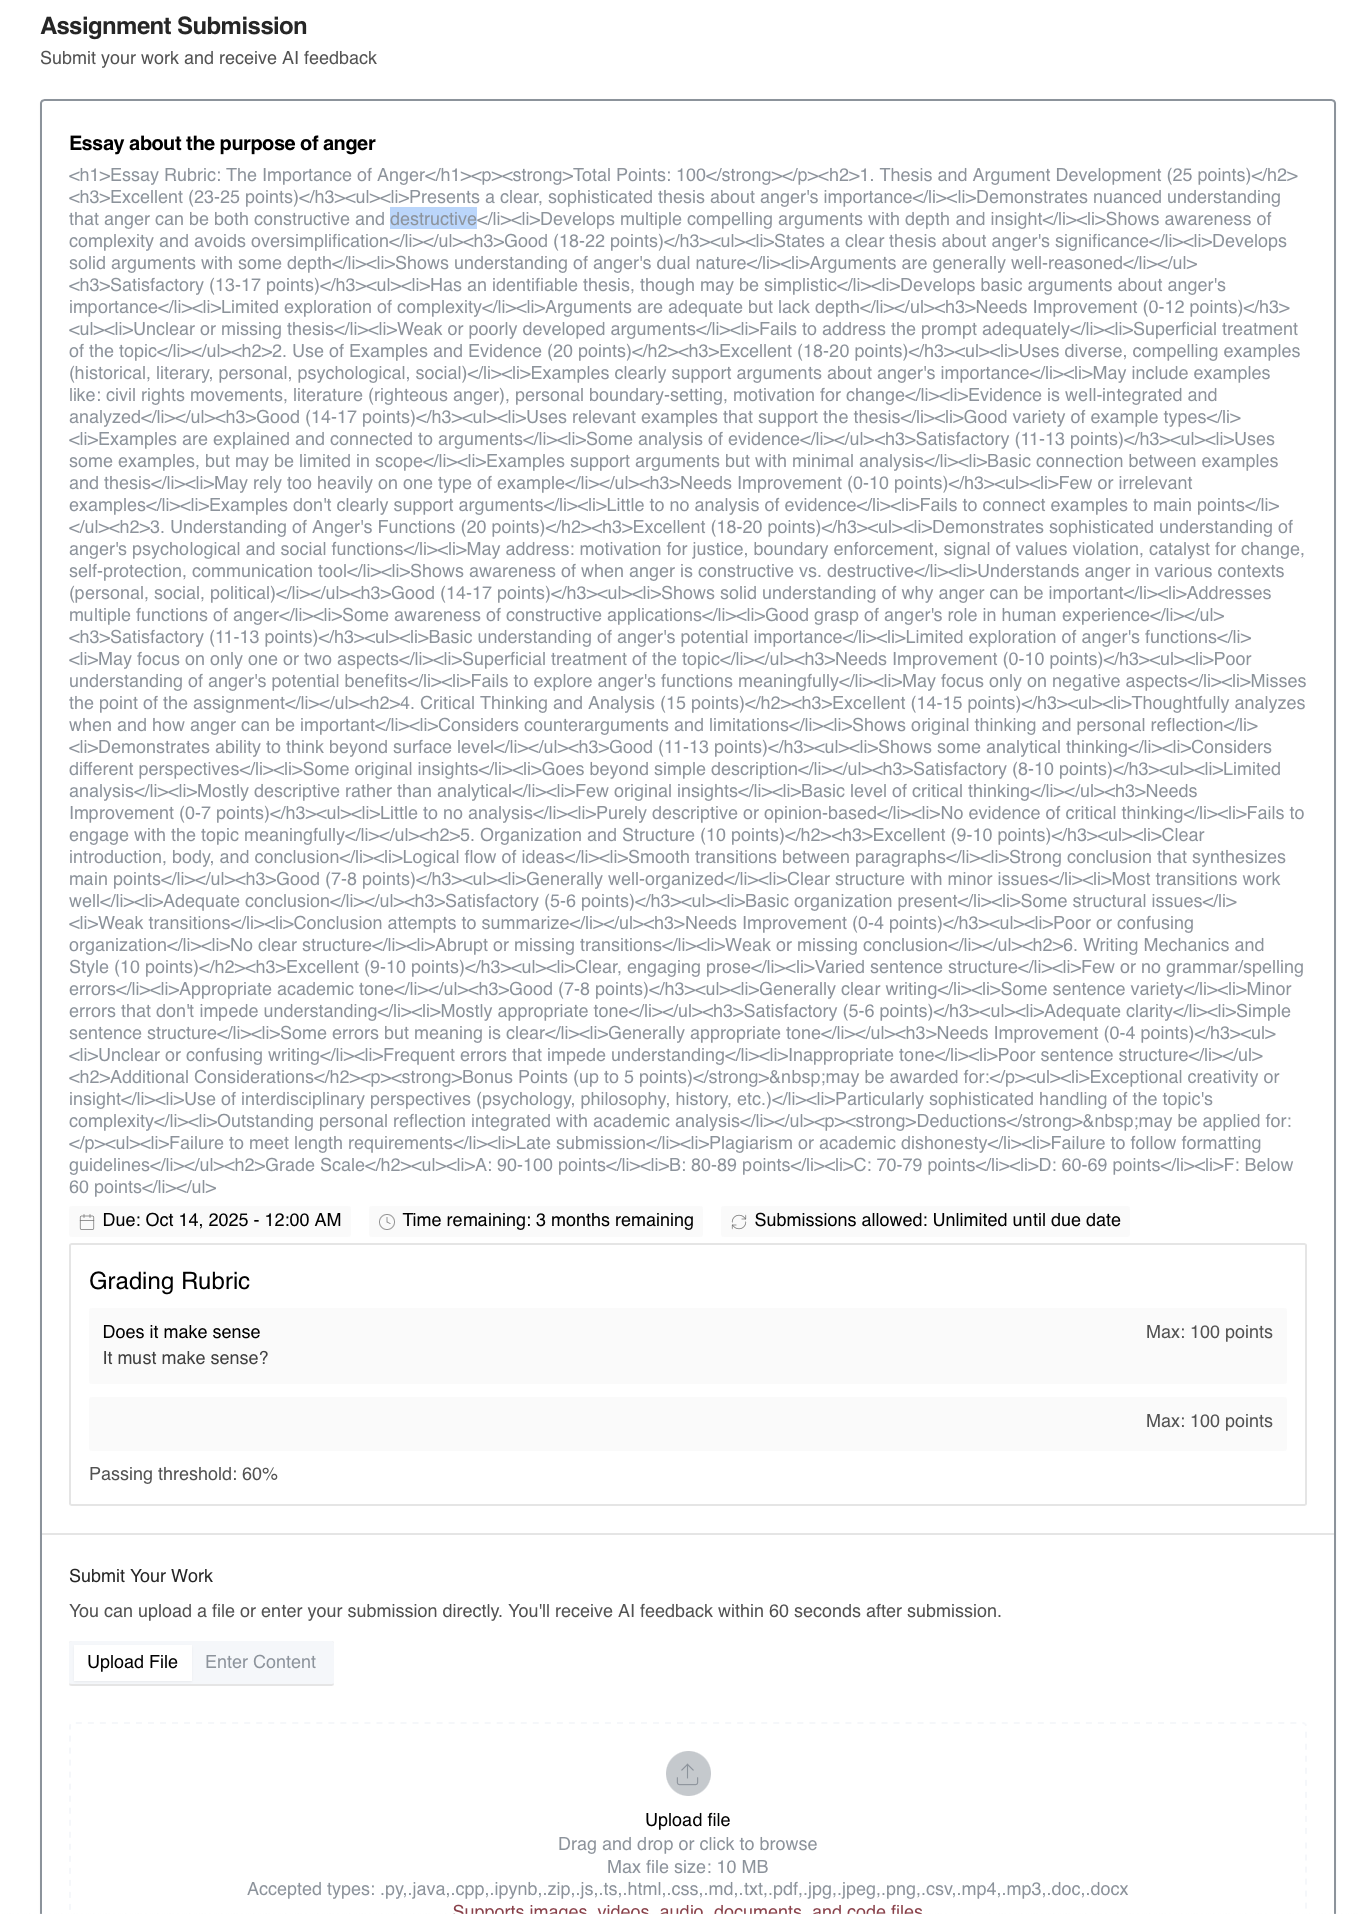 Assignment Submission
Submit your work and receive AI feedback
Essay about the purpose of anger
<h1>Essay Rubric: The Importance of Anger</h1><p><strong>Total Points: 100</strong></p><h2>1. Thesis and Argument Development (25 points)</h2>
<h3>Excellent (23-25 points)</h3><ul><li>Presents a clear, sophisticated thesis about anger's importance</li><li>Demonstrates nuanced understanding
that anger can be both constructive and destructive</li><li>Develops multiple compelling arguments with depth and insight</li><li>Shows awareness of
complexity and avoids oversimplification</li></ul><h3>Good (18-22 points)</h3><ul><li>States a clear thesis about anger's significance</li><li>Develops
solid arguments with some depth</li><li>Shows understanding of anger's dual nature</li><li>Arguments are generally well-reasoned</li></ul>
<h3>Satisfactory (13-17 points)</h3><ul><li>Has an identifiable thesis, though may be simplistic</li><li>Develops basic arguments about anger's
importance</li><li>Limited exploration of complexity</li><li>Arguments are adequate but lack depth</li></ul><h3>Needs Improvement (0-12 points)</h3>
<ul><li>Unclear or missing thesis</li><li>Weak or poorly developed arguments</li><li>Fails to address the prompt adequately</li><li>Superficial treatment
of the topic</li></ul><h2>2. Use of Examples and Evidence (20 points)</h2><h3>Excellent (18-20 points)</h3><ul><li>Uses diverse, compelling examples
(historical, literary, personal, psychological, social)</li><li>Examples clearly support arguments about anger's importance</li><li>May include examples
like: civil rights movements, literature (righteous anger), personal boundary-setting, motivation for change</li><li>Evidence is well-integrated and
analyzed</li></ul><h3>Good (14-17 points)</h3><ul><li>Uses relevant examples that support the thesis</li><li>Good variety of example types</li>
<li>Examples are explained and connected to arguments</li><li>Some analysis of evidence</li></ul><h3>Satisfactory (11-13 points)</h3><ul><li>Uses
some examples, but may be limited in scope</li><li>Examples support arguments but with minimal analysis</li><li>Basic connection between examples
and thesis</li><li>May rely too heavily on one type of example</li></ul><h3>Needs Improvement (0-10 points)</h3><ul><li>Few or irrelevant
examples</li><li>Examples don't clearly support arguments</li><li>Little to no analysis of evidence</li><li>Fails to connect examples to main points</li>
</ul><h2>3. Understanding of Anger's Functions (20 points)</h2><h3>Excellent (18-20 points)</h3><ul><li>Demonstrates sophisticated understanding of
anger's psychological and social functions</li><li>May address: motivation for justice, boundary enforcement, signal of values violation, catalyst for change,
self-protection, communication tool</li><li>Shows awareness of when anger is constructive vs. destructive</li><li>Understands anger in various contexts
(personal, social, political)</li></ul><h3>Good (14-17 points)</h3><ul><li>Shows solid understanding of why anger can be important</li><li>Addresses
multiple functions of anger</li><li>Some awareness of constructive applications</li><li>Good grasp of anger's role in human experience</li></ul>
<h3>Satisfactory (11-13 points)</h3><ul><li>Basic understanding of anger's potential importance</li><li>Limited exploration of anger's functions</li>
<li>May focus on only one or two aspects</li><li>Superficial treatment of the topic</li></ul><h3>Needs Improvement (0-10 points)</h3><ul><li>Poor
understanding of anger's potential benefits</li><li>Fails to explore anger's functions meaningfully</li><li>May focus only on negative aspects</li><li>Misses
the point of the assignment</li></ul><h2>4. Critical Thinking and Analysis (15 points)</h2><h3>Excellent (14-15 points)</h3><ul><li>Thoughtfully analyzes
when and how anger can be important</li><li>Considers counterarguments and limitations</li><li>Shows original thinking and personal reflection</li>
<li>Demonstrates ability to think beyond surface level</li></ul><h3>Good (11-13 points)</h3><ul><li>Shows some analytical thinking</li><li>Considers
different perspectives</li><li>Some original insights</li><li>Goes beyond simple description</li></ul><h3>Satisfactory (8-10 points)</h3><ul><li>Limited
analysis</li><li>Mostly descriptive rather than analytical</li><li>Few original insights</li><li>Basic level of critical thinking</li></ul><h3>Needs
Improvement (0-7 points)</h3><ul><li>Little to no analysis</li><li>Purely descriptive or opinion-based</li><li>No evidence of critical thinking</li><li>Fails to
engage with the topic meaningfully</li></ul><h2>5. Organization and Structure (10 points)</h2><h3>Excellent (9-10 points)</h3><ul><li>Clear
introduction, body, and conclusion</li><li>Logical flow of ideas</li><li>Smooth transitions between paragraphs</li><li>Strong conclusion that synthesizes
main points</li></ul><h3>Good (7-8 points)</h3><ul><li>Generally well-organized</li><li>Clear structure with minor issues</li><li>Most transitions work
well</li><li>Adequate conclusion</li></ul><h3>Satisfactory (5-6 points)</h3><ul><li>Basic organization present</li><li>Some structural issues</li>
<li>Weak transitions</li><li>Conclusion attempts to summarize</li></ul><h3>Needs Improvement (0-4 points)</h3><ul><li>Poor or confusing
organization</li><li>No clear structure</li><li>Abrupt or missing transitions</li><li>Weak or missing conclusion</li></ul><h2>6. Writing Mechanics and
Style (10 points)</h2><h3>Excellent (9-10 points)</h3><ul><li>Clear, engaging prose</li><li>Varied sentence structure</li><li>Few or no grammar/spelling
errors</li><li>Appropriate academic tone</li></ul><h3>Good (7-8 points)</h3><ul><li>Generally clear writing</li><li>Some sentence variety</li><li>Minor
errors that don't impede understanding</li><li>Mostly appropriate tone</li></ul><h3>Satisfactory (5-6 points)</h3><ul><li>Adequate clarity</li><li>Simple
sentence structure</li><li>Some errors but meaning is clear</li><li>Generally appropriate tone</li></ul><h3>Needs Improvement (0-4 points)</h3><ul>
<li>Unclear or confusing writing</li><li>Frequent errors that impede understanding</li><li>Inappropriate tone</li><li>Poor sentence structure</li></ul>
<h2>Additional Considerations</h2><p><strong>Bonus Points (up to 5 points)</strong>&nbsp;may be awarded for:</p><ul><li>Exceptional creativity or
insight</li><li>Use of interdisciplinary perspectives (psychology, philosophy, history, etc.)</li><li>Particularly sophisticated handling of the topic's
complexity</li><li>Outstanding personal reflection integrated with academic analysis</li></ul><p><strong>Deductions</strong>&nbsp;may be applied for:
</p><ul><li>Failure to meet length requirements</li><li>Late submission</li><li>Plagiarism or academic dishonesty</li><li>Failure to follow formatting
guidelines</li></ul><h2>Grade Scale</h2><ul><li>A: 90-100 points</li><li>B: 80-89 points</li><li>C: 70-79 points</li><li>D: 60-69 points</li><li>F: Below
60 points</li></ul>
Due: Oct 14, 2025 - 12:00 AM Time remaining: 3 months remaining Submissions allowed: Unlimited until due date
Grading Rubric
Does it make sense Max: 100 points
It must make sense?
Max: 100 points
Passing threshold: 60%
Submit Your Work
You can upload a file or enter your submission directly. You'll receive AI feedback within 60 seconds after submission.
Upload File Enter Content
Upload file
Drag and drop or click to browse
Max file size: 10 MB
Accepted types: .py,.java,.cpp,.ipynb,.zip,.js,.ts,.html,.css,.md,.txt,.pdf,.jpg,.jpeg,.png,.csv,.mp4,.mp3,.doc,.docx
Supports images, videos, audio, documents, and code files